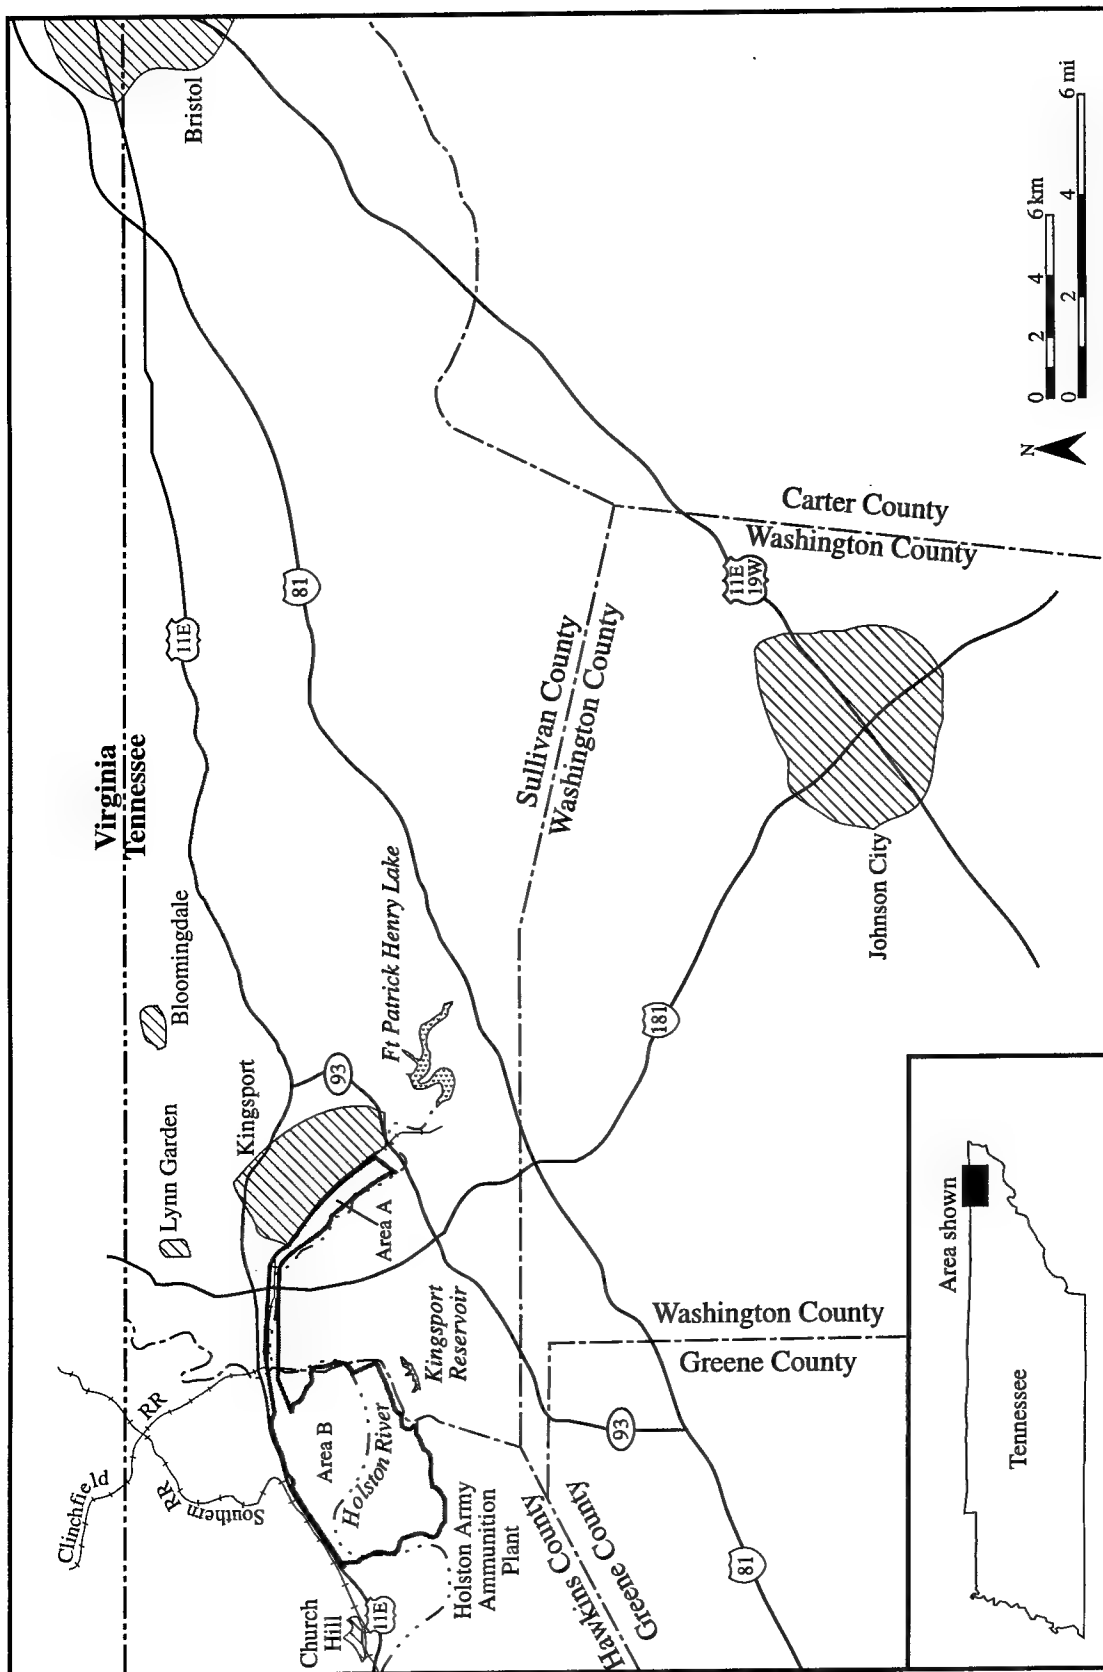 Virginia
Tennessee
Bristol
11E
81
Bloomingdale
Lynn Garden
Kingsport
93
Ft Patrick Henry Lake
Clinchfield
RR
Southern
RR
Area A
Area B
Holston River
Kingsport
Reservoir
Holston Army
Ammunition
Plant
Church
Hill
11E
Sullivan County
Washington County
Carter County
Washington County
11E
19W
Johnson City
181
Washington County
Greene County
93
Hawkins County
Greene County
81
N
0
2
4
6 km
0
2
4
6 mi
Area shown
Tennessee